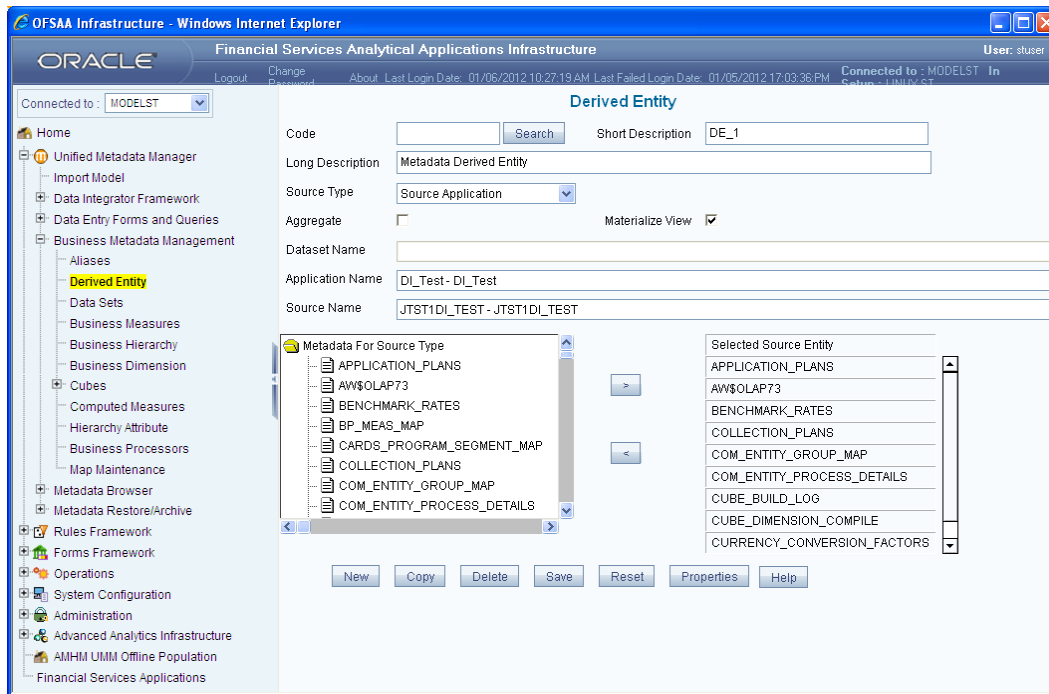 OFSAA Infrastructure - Windows Internet Explorer
ORACLE
Financial Services Analytical Applications Infrastructure
User: stuser
Logout
Change Password
About
Last Login Date: 01/06/2012 10:27:19 AM
Last Failed Login Date: 01/05/2012 17:03:36:PM
Connected to : MODELST In
Setup : LINUX ST
Connected to : MODELST
Home
Unified Metadata Manager
Import Model
Data Integrator Framework
Data Entry Forms and Queries
Business Metadata Management
Aliases
Derived Entity
Data Sets
Business Measures
Business Hierarchy
Business Dimension
Cubes
Computed Measures
Hierarchy Attribute
Business Processors
Map Maintenance
Metadata Browser
Metadata Restore/Archive
Rules Framework
Forms Framework
Operations
System Configuration
Administration
Advanced Analytics Infrastructure
AMHM UMM Offline Population
Financial Services Applications
Derived Entity
Code Search Short Description DE_1
Long Description Metadata Derived Entity
Source Type Source Application
Aggregate Materialize View
Dataset Name
Application Name DI_Test - DI_Test
Source Name JTST1DI_TEST - JTST1DI_TEST
Metadata For Source Type
APPLICATION_PLANS
AW$OLAP73
BENCHMARK_RATES
BP_MEAS_MAP
CARDS_PROGRAM_SEGMENT_MAP
COLLECTION_PLANS
COM_ENTITY_GROUP_MAP
COM_ENTITY_PROCESS_DETAILS
>
<
Selected Source Entity
APPLICATION_PLANS
AW$OLAP73
BENCHMARK_RATES
COLLECTION_PLANS
COM_ENTITY_GROUP_MAP
COM_ENTITY_PROCESS_DETAILS
CUBE_BUILD_LOG
CUBE_DIMENSION_COMPILE
CURRENCY_CONVERSION_FACTORS
New Copy Delete Save Reset Properties Help